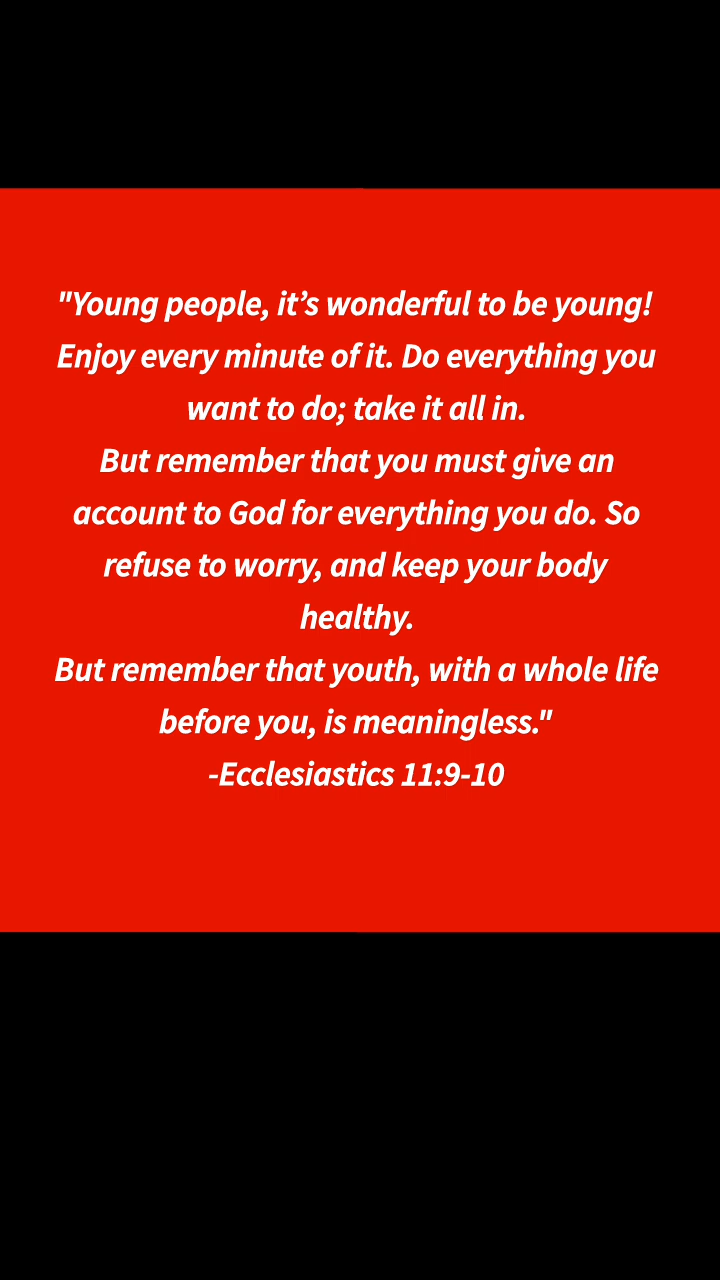 "Young people, it’s wonderful to be young!
Enjoy every minute of it. Do everything you
want to do; take it all in.
But remember that you must give an
account to God for everything you do. So
refuse to worry, and keep your body
healthy.
But remember that youth, with a whole life
before you, is meaningless."
-Ecclesiastics 11:9-10